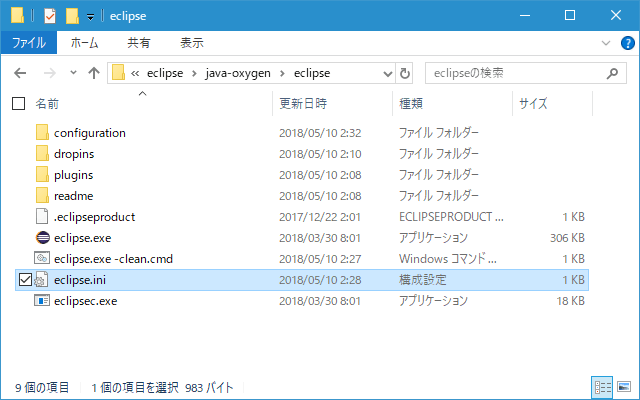 eclipse
ファイル ホーム 共有 表示
« eclipse › java-oxygen › eclipse eclipseの検索
名前 更新日時 種類 サイズ
configuration 2018/05/10 2:32 ファイル フォルダー
dropins 2018/05/10 2:10 ファイル フォルダー
plugins 2018/05/10 2:08 ファイル フォルダー
readme 2018/05/10 2:08 ファイル フォルダー
.eclipseproduct 2017/12/22 2:01 ECLIPSEPRODUCT ... 1 KB
eclipse.exe 2018/03/30 8:01 アプリケーション 306 KB
eclipse.exe -clean.cmd 2018/05/10 2:27 Windows コマンド ... 1 KB
eclipse.ini 2018/05/10 2:28 構成設定 1 KB
eclipsec.exe 2018/03/30 8:01 アプリケーション 18 KB
9 個の項目 1 個の項目を選択 983 バイト